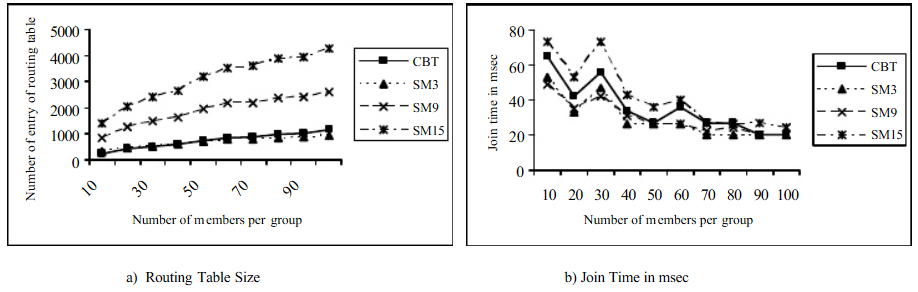 Number of entry of routing table
5000
4000
3000
2000
1000
0
10
30
50
70
90
Number of members per group
CBT
SM3
SM9
SM15
a) Routing Table Size
Join time in msec
80
60
40
20
0
10 20 30 40 50 60 70 80 90 100
Number of members per group
CBT
SM3
SM9
SM15
b) Join Time in msec